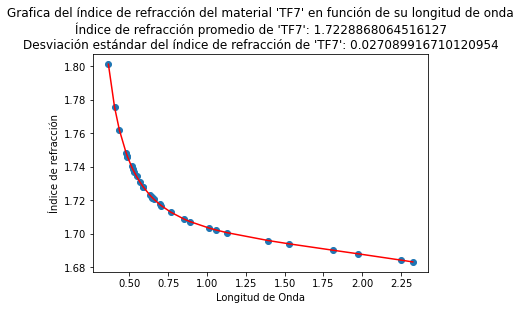 Grafica del índice de refracción del material 'TF7' en función de su longitud de onda
Índice de refracción promedio de 'TF7': 1.7228868064516127
Desviación estándar del índice de refracción de 'TF7': 0.027089916710120954
1.80
1.78
1.76
1.74
1.72
1.70
1.68
Índice de refracción
0.50 0.75 1.00 1.25 1.50 1.75 2.00 2.25
Longitud de Onda